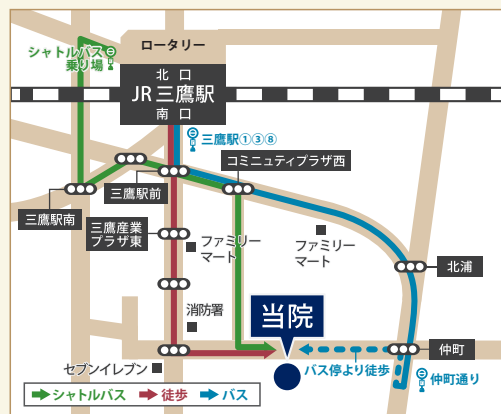 シャトルバス
乗り場
ロータリー
北 口
JR三鷹駅
南 口
三鷹駅①③⑧
コミュニティプラザ西
三鷹駅前
三鷹駅南
三鷹産業
プラザ東
ファミリー
マート
ファミリー
マート
北浦
消防署
当院
仲町
セブンイレブン
バス停より徒歩
仲町通り
シャトルバス
徒歩
バス